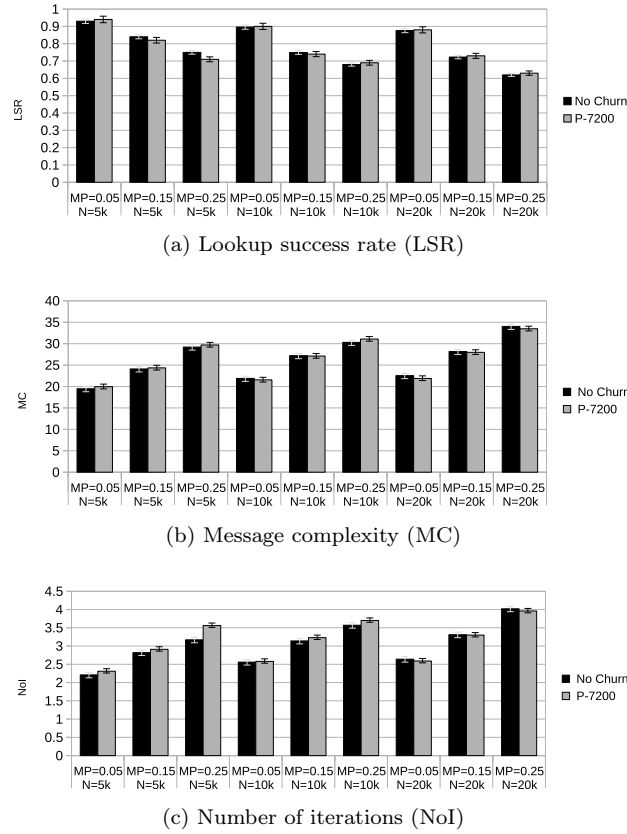 1
0.9
0.8
0.7
0.6
0.5
0.4
0.3
0.2
0.1
0
LSR
No Churn
P-7200
MP=0.05 MP=0.15 MP=0.25 MP=0.05 MP=0.15 MP=0.25 MP=0.05 MP=0.15 MP=0.25
N=5k N=5k N=5k N=10k N=10k N=10k N=20k N=20k N=20k
(a) Lookup success rate (LSR)
40
35
30
25
20
15
10
5
0
MC
No Churn
P-7200
MP=0.05 MP=0.15 MP=0.25 MP=0.05 MP=0.15 MP=0.25 MP=0.05 MP=0.15 MP=0.25
N=5k N=5k N=5k N=10k N=10k N=10k N=20k N=20k N=20k
(b) Message complexity (MC)
4.5
4
3.5
3
2.5
2
1.5
1
0.5
0
NoI
No Churn
P-7200
MP=0.05 MP=0.15 MP=0.25 MP=0.05 MP=0.15 MP=0.25 MP=0.05 MP=0.15 MP=0.25
N=5k N=5k N=5k N=10k N=10k N=10k N=20k N=20k N=20k
(c) Number of iterations (NoI)